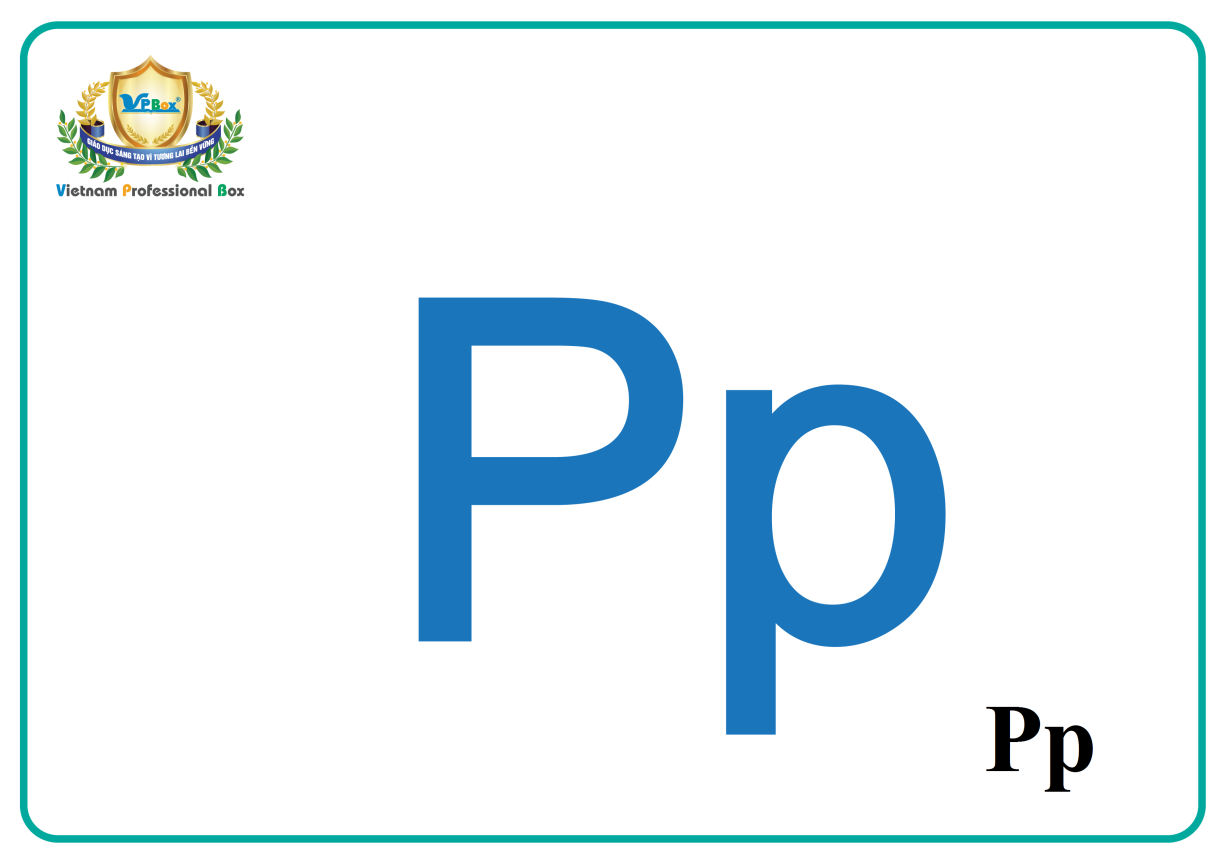 VPBox®
GIÁO DỤC SÁNG TẠO VÌ TƯƠNG LAI BỀN VỮNG
Vietnam Professional Box
Pp
Pp